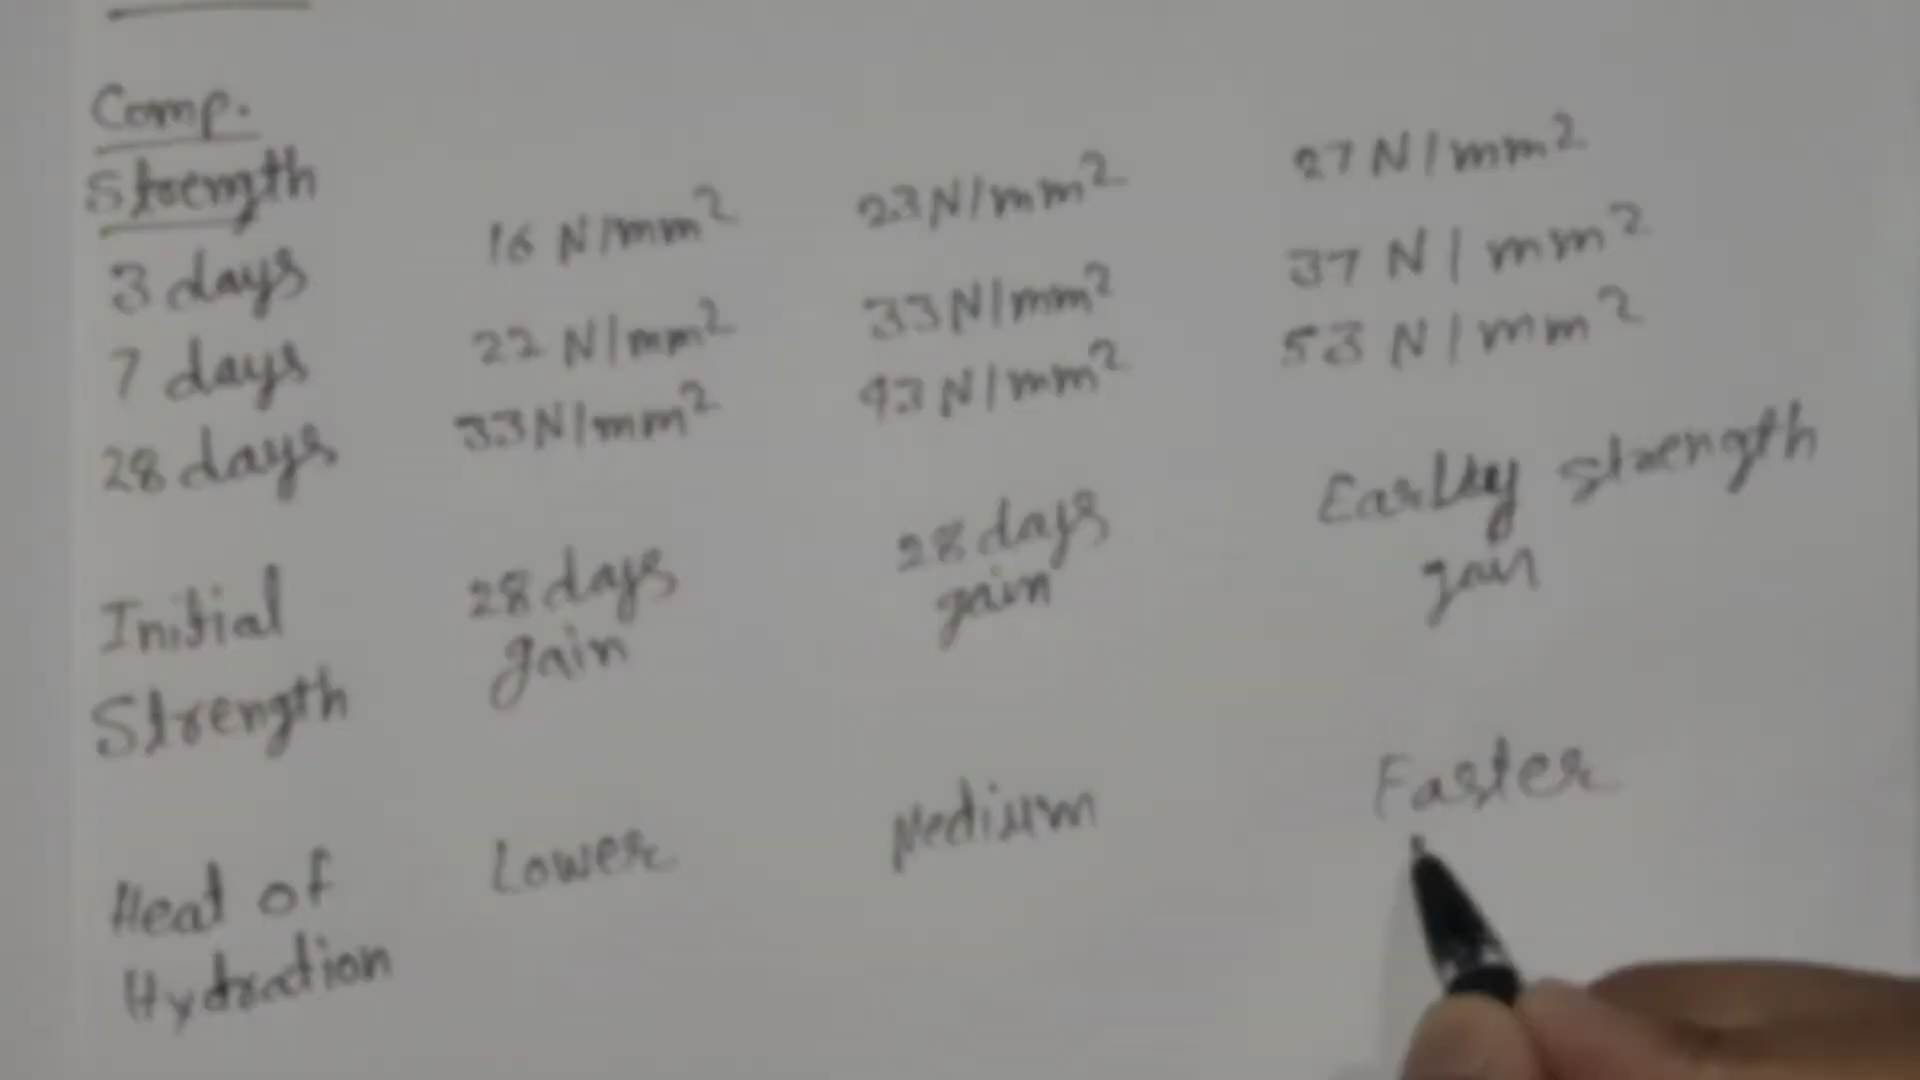 Comp.
Strength
3 days 16 N/mm² 23 N/mm² 27 N/mm²
7 days 22 N/mm² 33 N/mm² 37 N/mm²
28 days 33 N/mm² 43 N/mm² 53 N/mm²
Initial 28 days 28 days Earley strength
Strength gain gain gain
Heat of Lower Medium Faster
Hydration